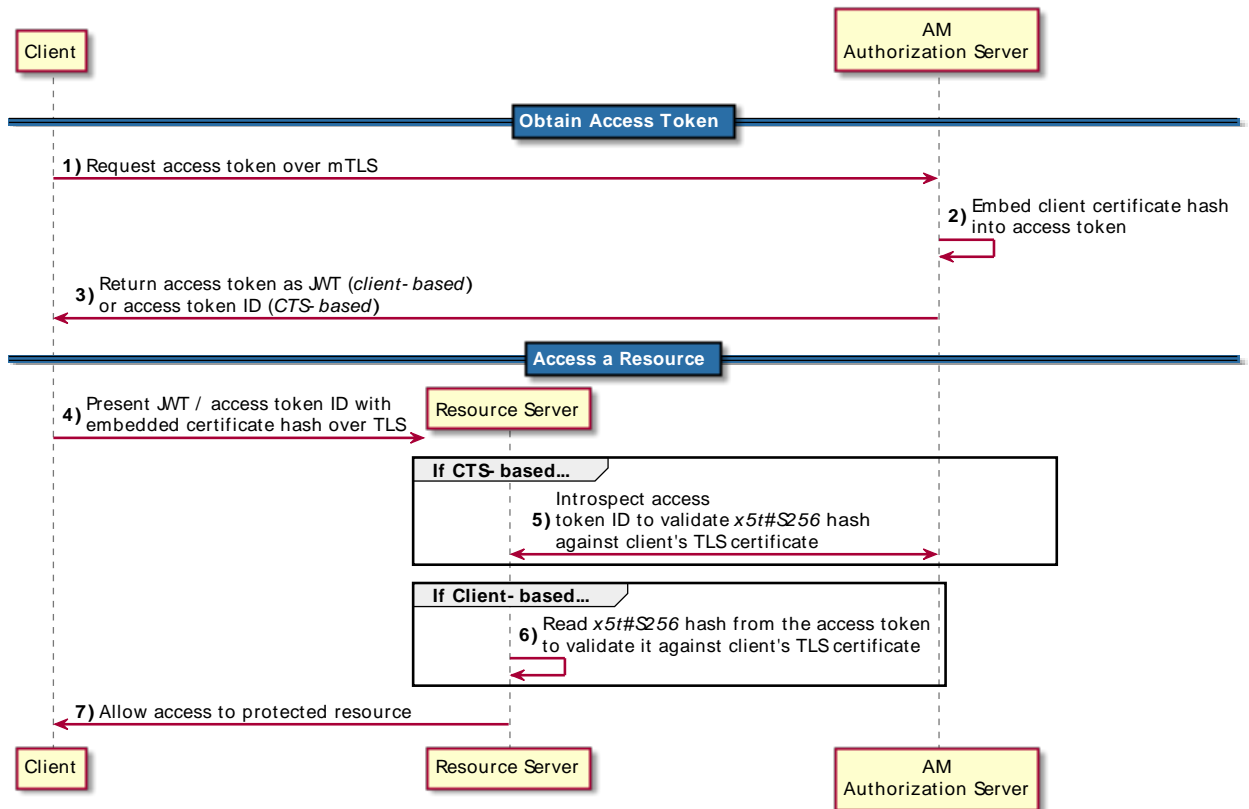 Client
AM
Authorization Server
Obtain Access Token
1) Request access token over mTLS
2) Embed client certificate hash
into access token
3) Return access token as JWT (client-based)
or access token ID (CTS-based)
Access a Resource
4) Present JWT / access token ID with
embedded certificate hash over TLS
Resource Server
If CTS-based...
Introspect access
5) token ID to validate x5t#S256 hash
against client's TLS certificate
If Client-based...
6) Read x5t#S256 hash from the access token
to validate it against client's TLS certificate
7) Allow access to protected resource
Client
Resource Server
AM
Authorization Server